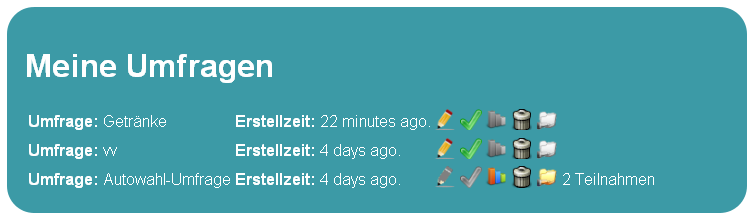 Meine Umfragen
Umfrage: Getränke Erstellzeit: 22 minutes ago.
Umfrage: vv Erstellzeit: 4 days ago.
Umfrage: Autowahl-Umfrage Erstellzeit: 4 days ago. 2 Teilnahmen